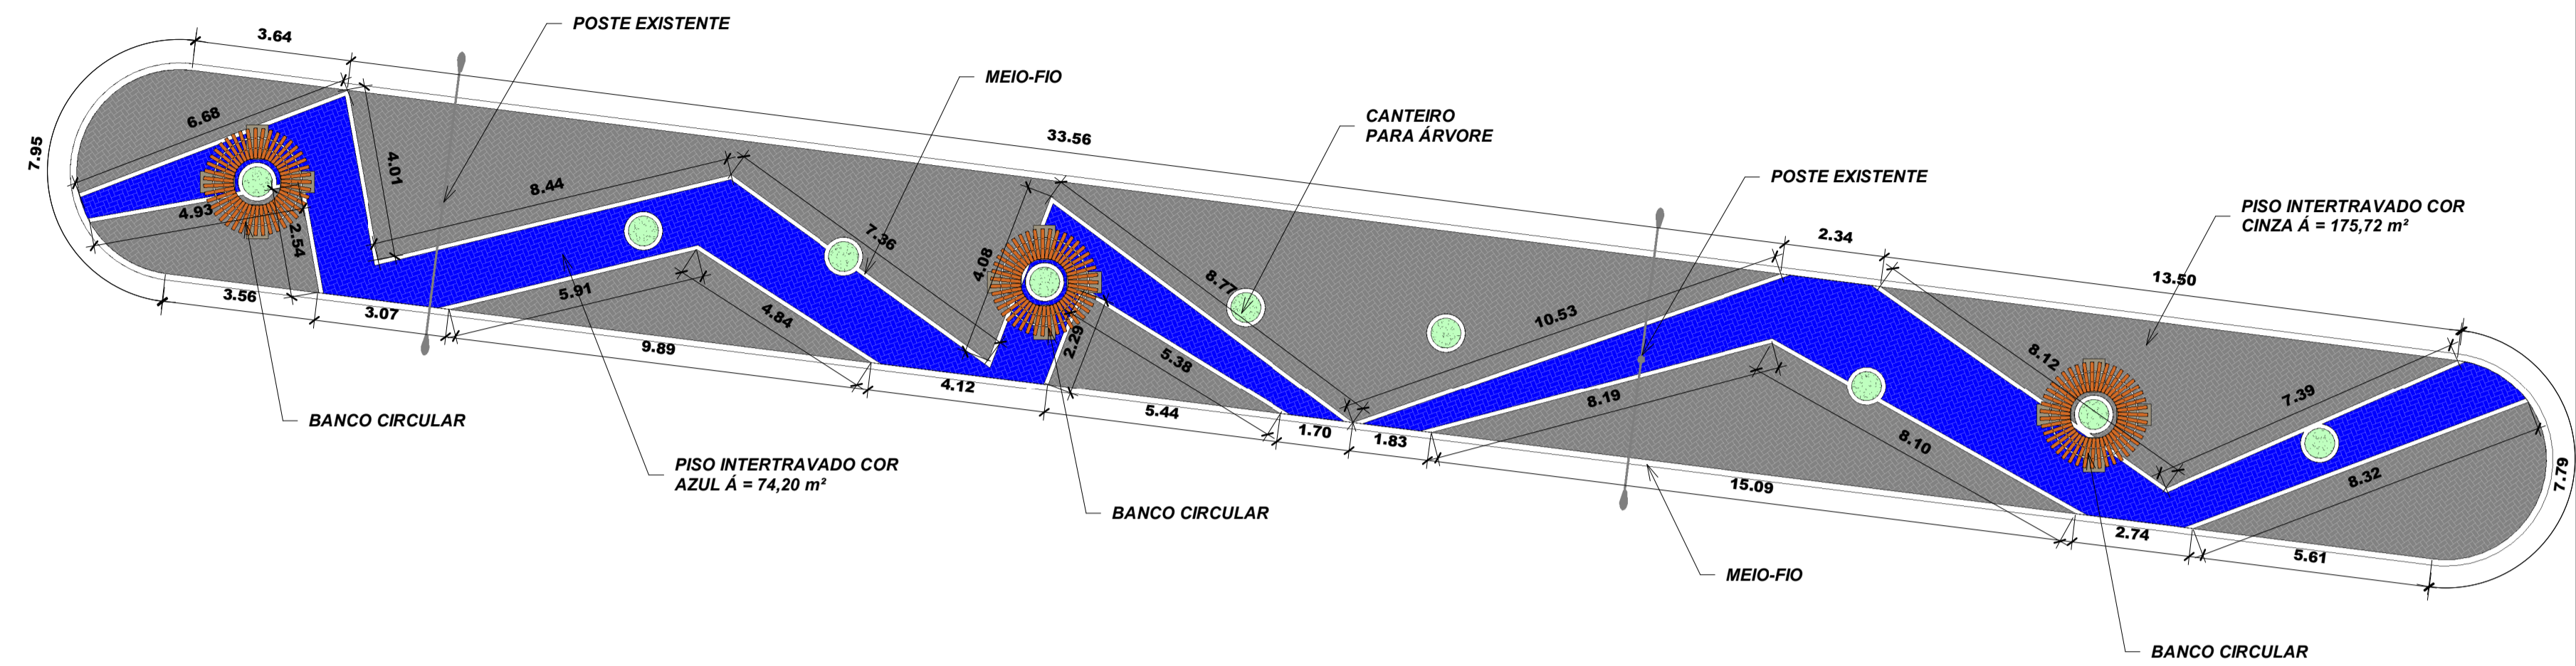 POSTE EXISTENTE
3.64
MEIO-FIO
CANTEIRO
PARA ÁRVORE
33.56
7.95
6.68
4.01
8.44
POSTE EXISTENTE
PISO INTERTRAVADO COR
CINZA Á = 175,72 m²
4.93
2.54
7.36
4.08
8.77
2.34
13.50
3.56
3.07
5.91
4.84
9.89
2.29
5.38
10.53
8.12
4.12
5.44
1.70
1.83
8.19
8.10
7.39
BANCO CIRCULAR
PISO INTERTRAVADO COR
AZUL Á = 74,20 m²
BANCO CIRCULAR
15.09
8.32
7.79
2.74
5.61
MEIO-FIO
BANCO CIRCULAR